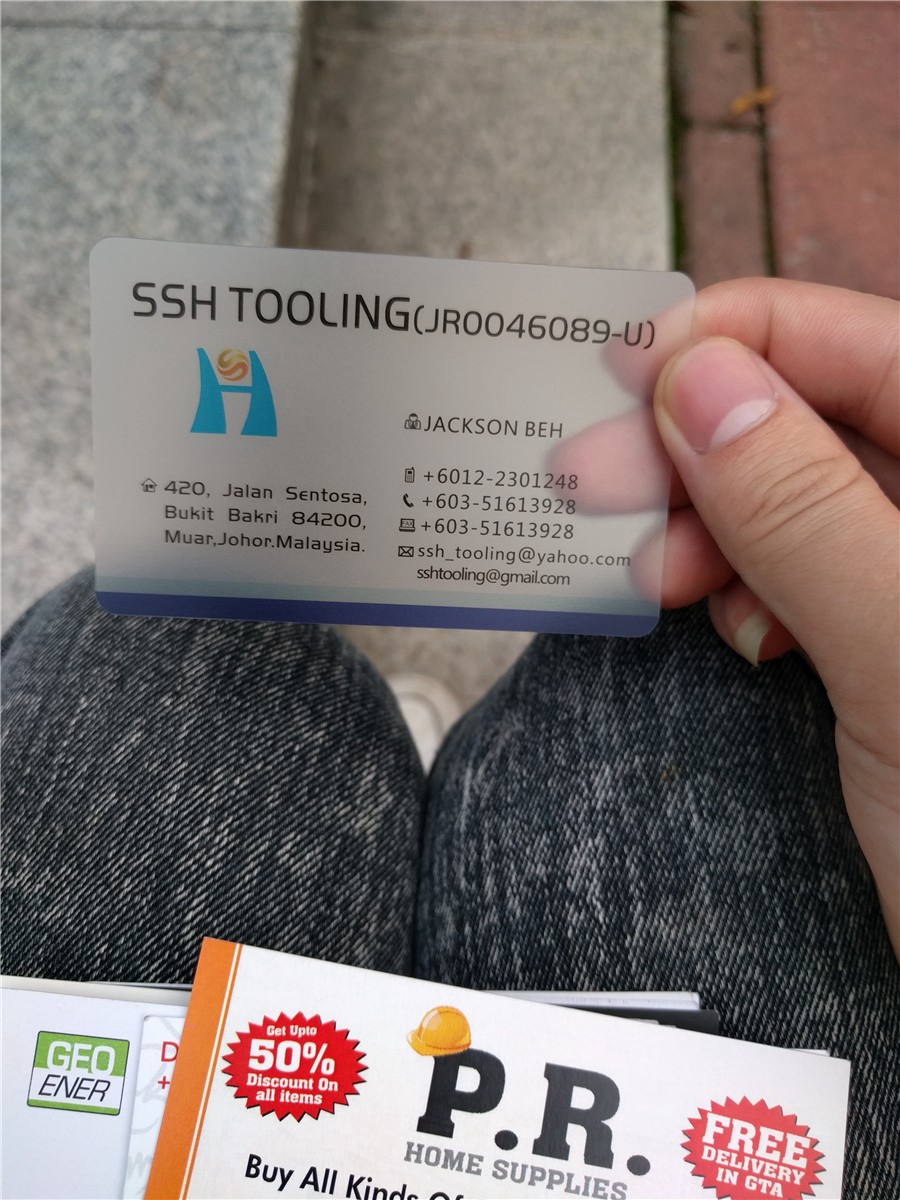 SSH TOOLING(JR0046089-U)
JACKSON BEH
420, Jalan Sentosa,
Bukit Bakri 84200,
Muar,Johor.Malaysia.
+6012-2301248
+603-51613928
FAX +603-51613928
ssh_tooling@yahoo.com
sshtooling@gmail.com
GEO
ENER
D
+
Get Upto
50%
Discount On
all items
P.R.
HOME SUPPLIES
Buy All Kinds Of
FREE
DELIVERY
IN GTA